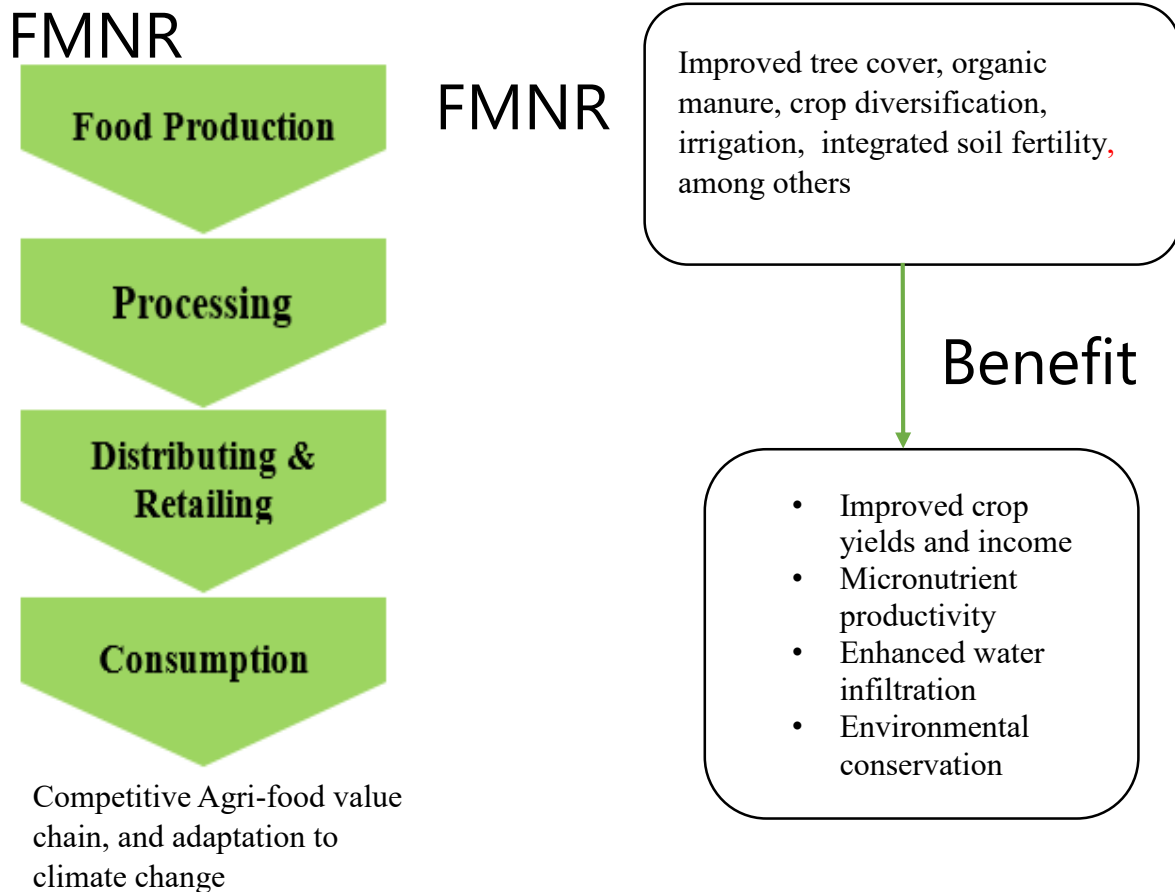 FMNR
Food Production
Processing
Distributing &
Retailing
Consumption
Competitive Agri-food value
chain, and adaptation to
climate change
FMNR
Improved tree cover, organic
manure, crop diversification,
irrigation,  integrated soil fertility,
among others
Benefit
• Improved crop
yields and income
• Micronutrient
productivity
• Enhanced water
infiltration
• Environmental
conservation